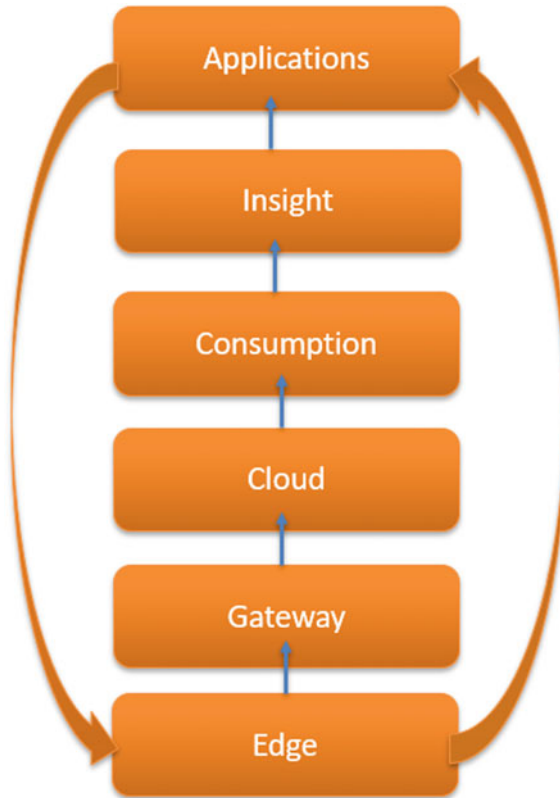 Applications
Insight
Consumption
Cloud
Gateway
Edge